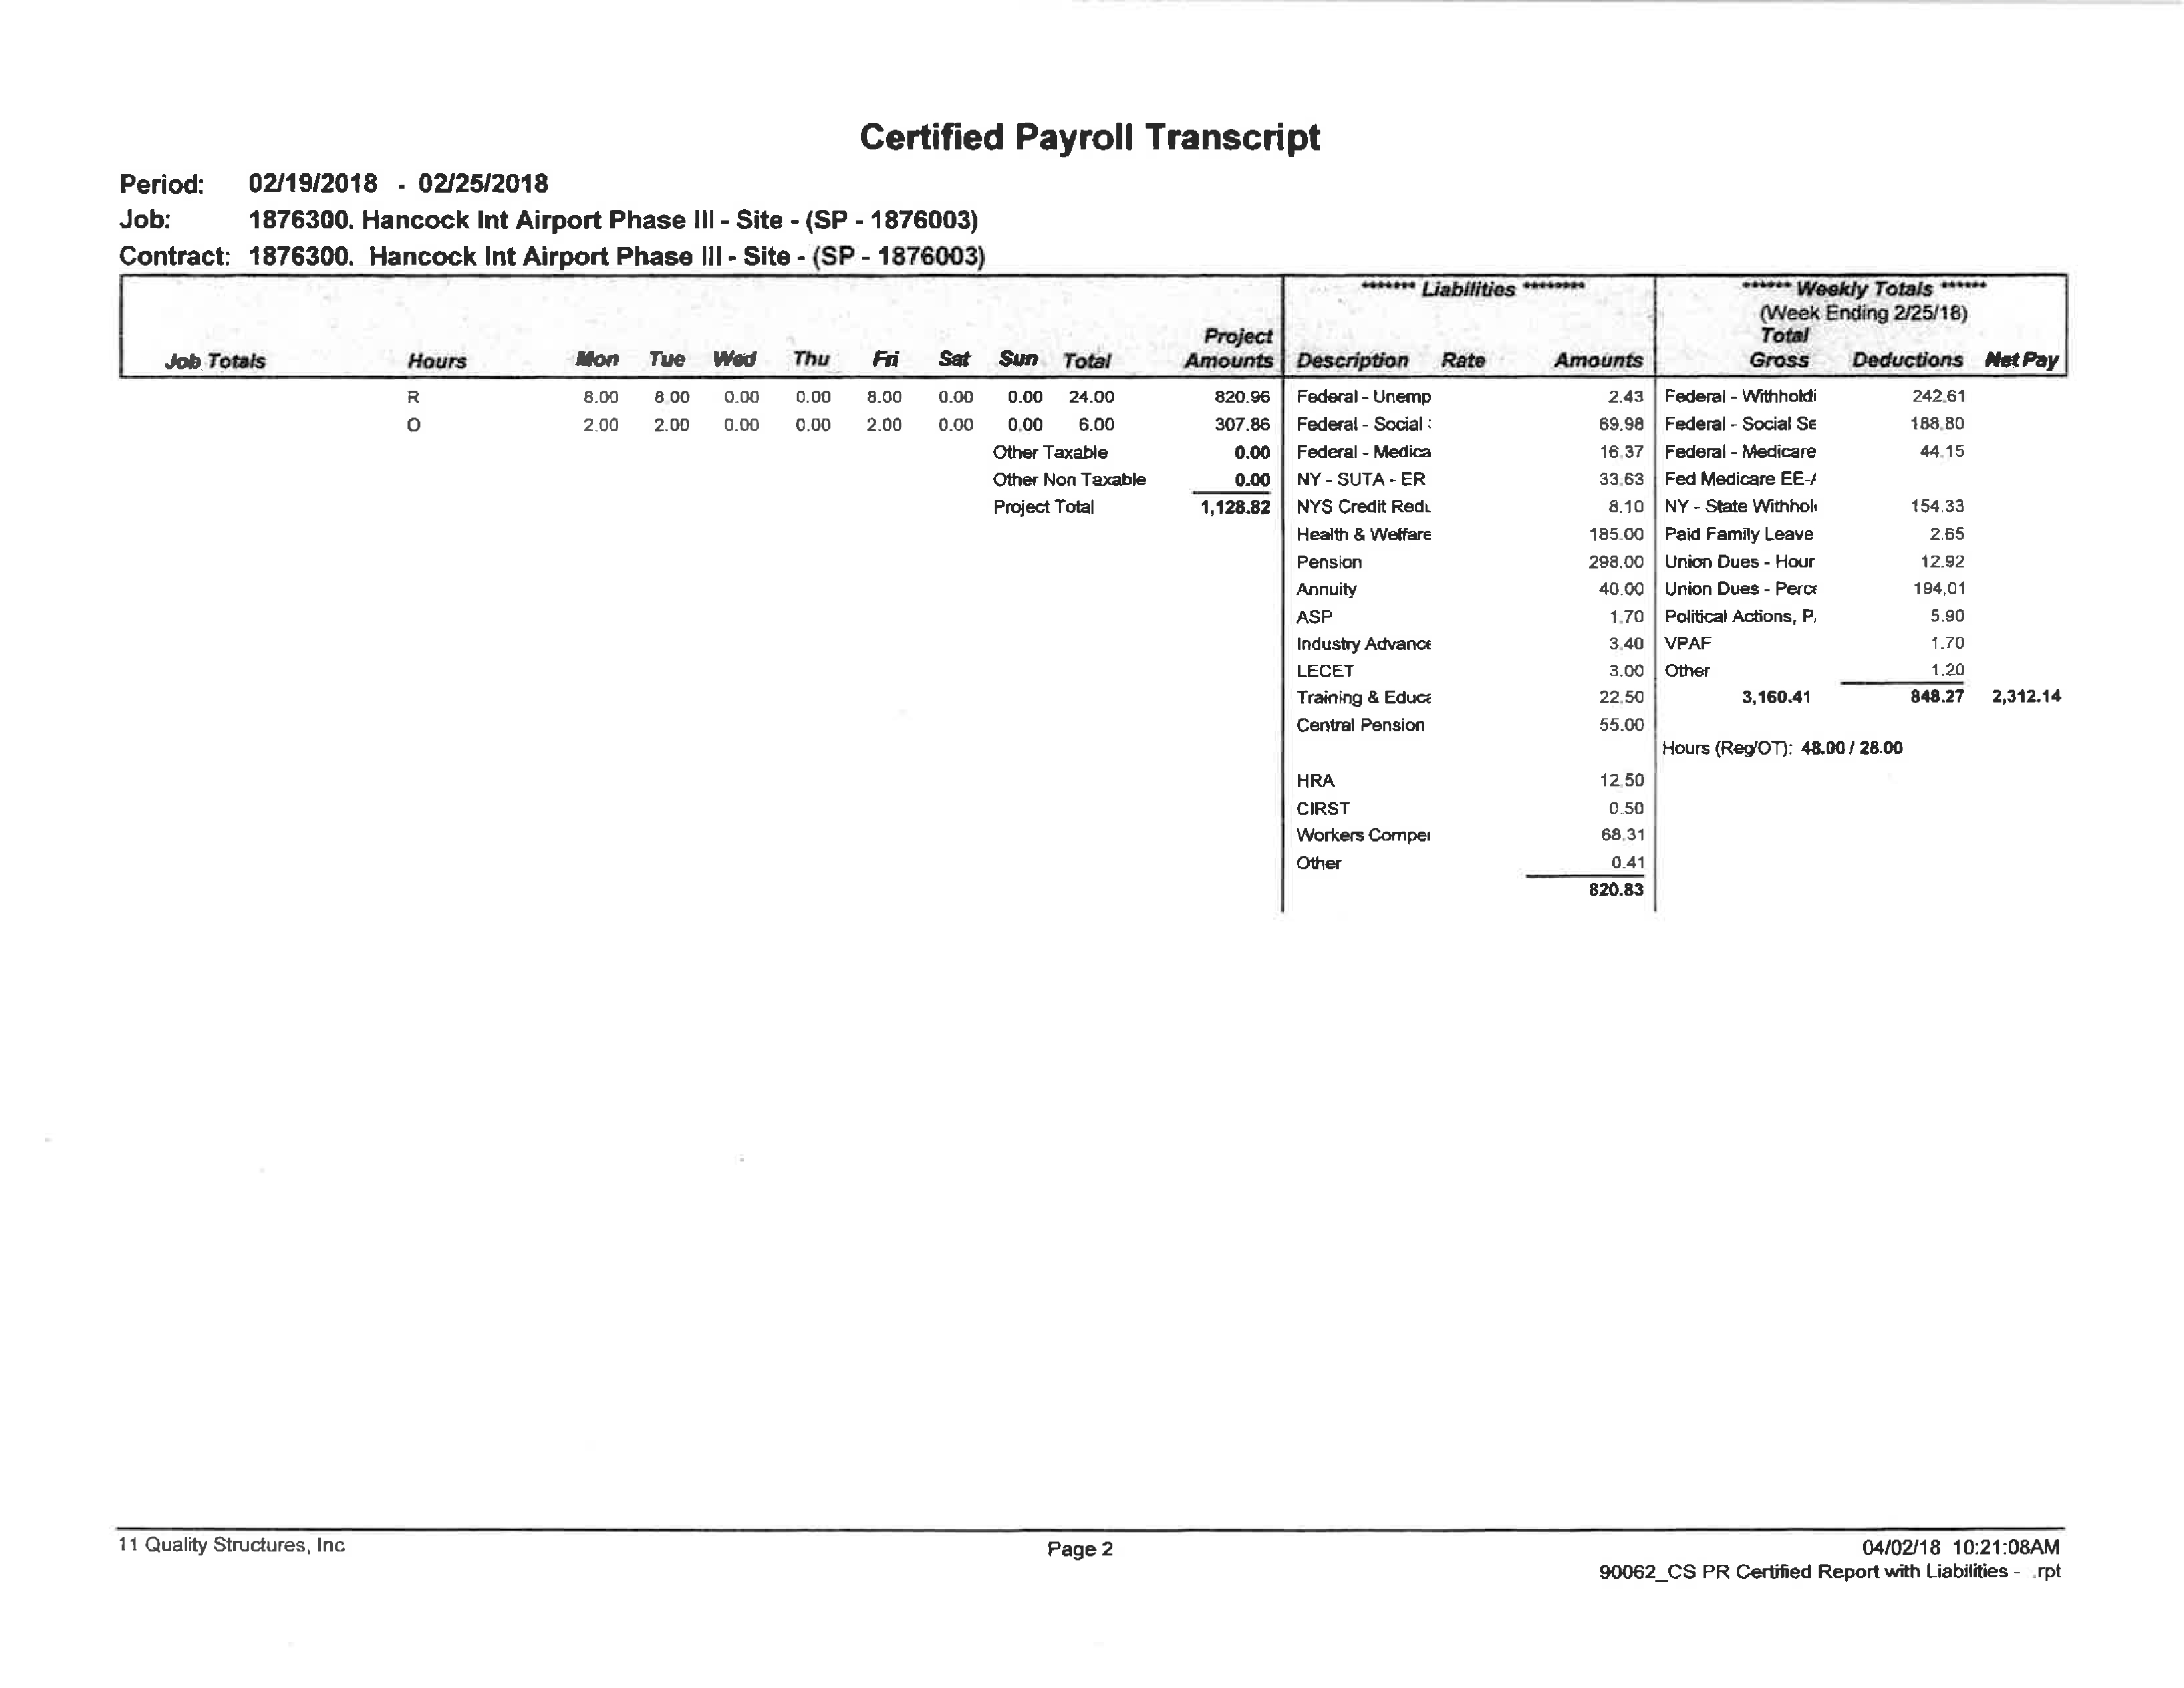 Certified Payroll Transcript
Period: 02/19/2018 - 02/25/2018
Job: 1876300. Hancock Int Airport Phase III - Site - (SP - 1876003)
Contract: 1876300. Hancock Int Airport Phase III - Site - (SP - 1876003)
******* Liabilities ******** ****** Weekly Totals ******
(Week Ending 2/25/18)
Project Total
Job Totals Hours Mon Tue Wed Thu Fri Sat Sun Total Amounts Description Rate Amounts Gross Deductions Net Pay
R 8.00 8.00 0.00 0.00 8.00 0.00 0.00 24.00 820.96 Federal - Unemp 2.43 Federal - Withholdi 242.61
O 2.00 2.00 0.00 0.00 2.00 0.00 0.00 6.00 307.86 Federal - Social : 69.98 Federal - Social Se 188.80
Other Taxable 0.00 Federal - Medica 16.37 Federal - Medicare 44.15
Other Non Taxable 0.00 NY - SUTA - ER 33.63 Fed Medicare EE-/
Project Total 1,128.82 NYS Credit Redu 8.10 NY - State Withhol 154.33
Health & Welfare 185.00 Paid Family Leave 2.65
Pension 298.00 Union Dues - Hour 12.92
Annuity 40.00 Union Dues - Perce 194.01
ASP 1.70 Political Actions, P. 5.90
Industry Advance 3.40 VPAF 1.70
LECET 3.00 Other 1.20
Training & Educa 22.50 3,160.41 848.27 2,312.14
Central Pension 55.00
Hours (Reg/OT): 48.00 / 28.00
HRA 12.50
CIRST 0.50
Workers Compe 68.31
Other 0.41
820.83
11 Quality Structures, Inc Page 2 04/02/18 10:21:08AM
90062_CS PR Certified Report with Liabilities - .rpt